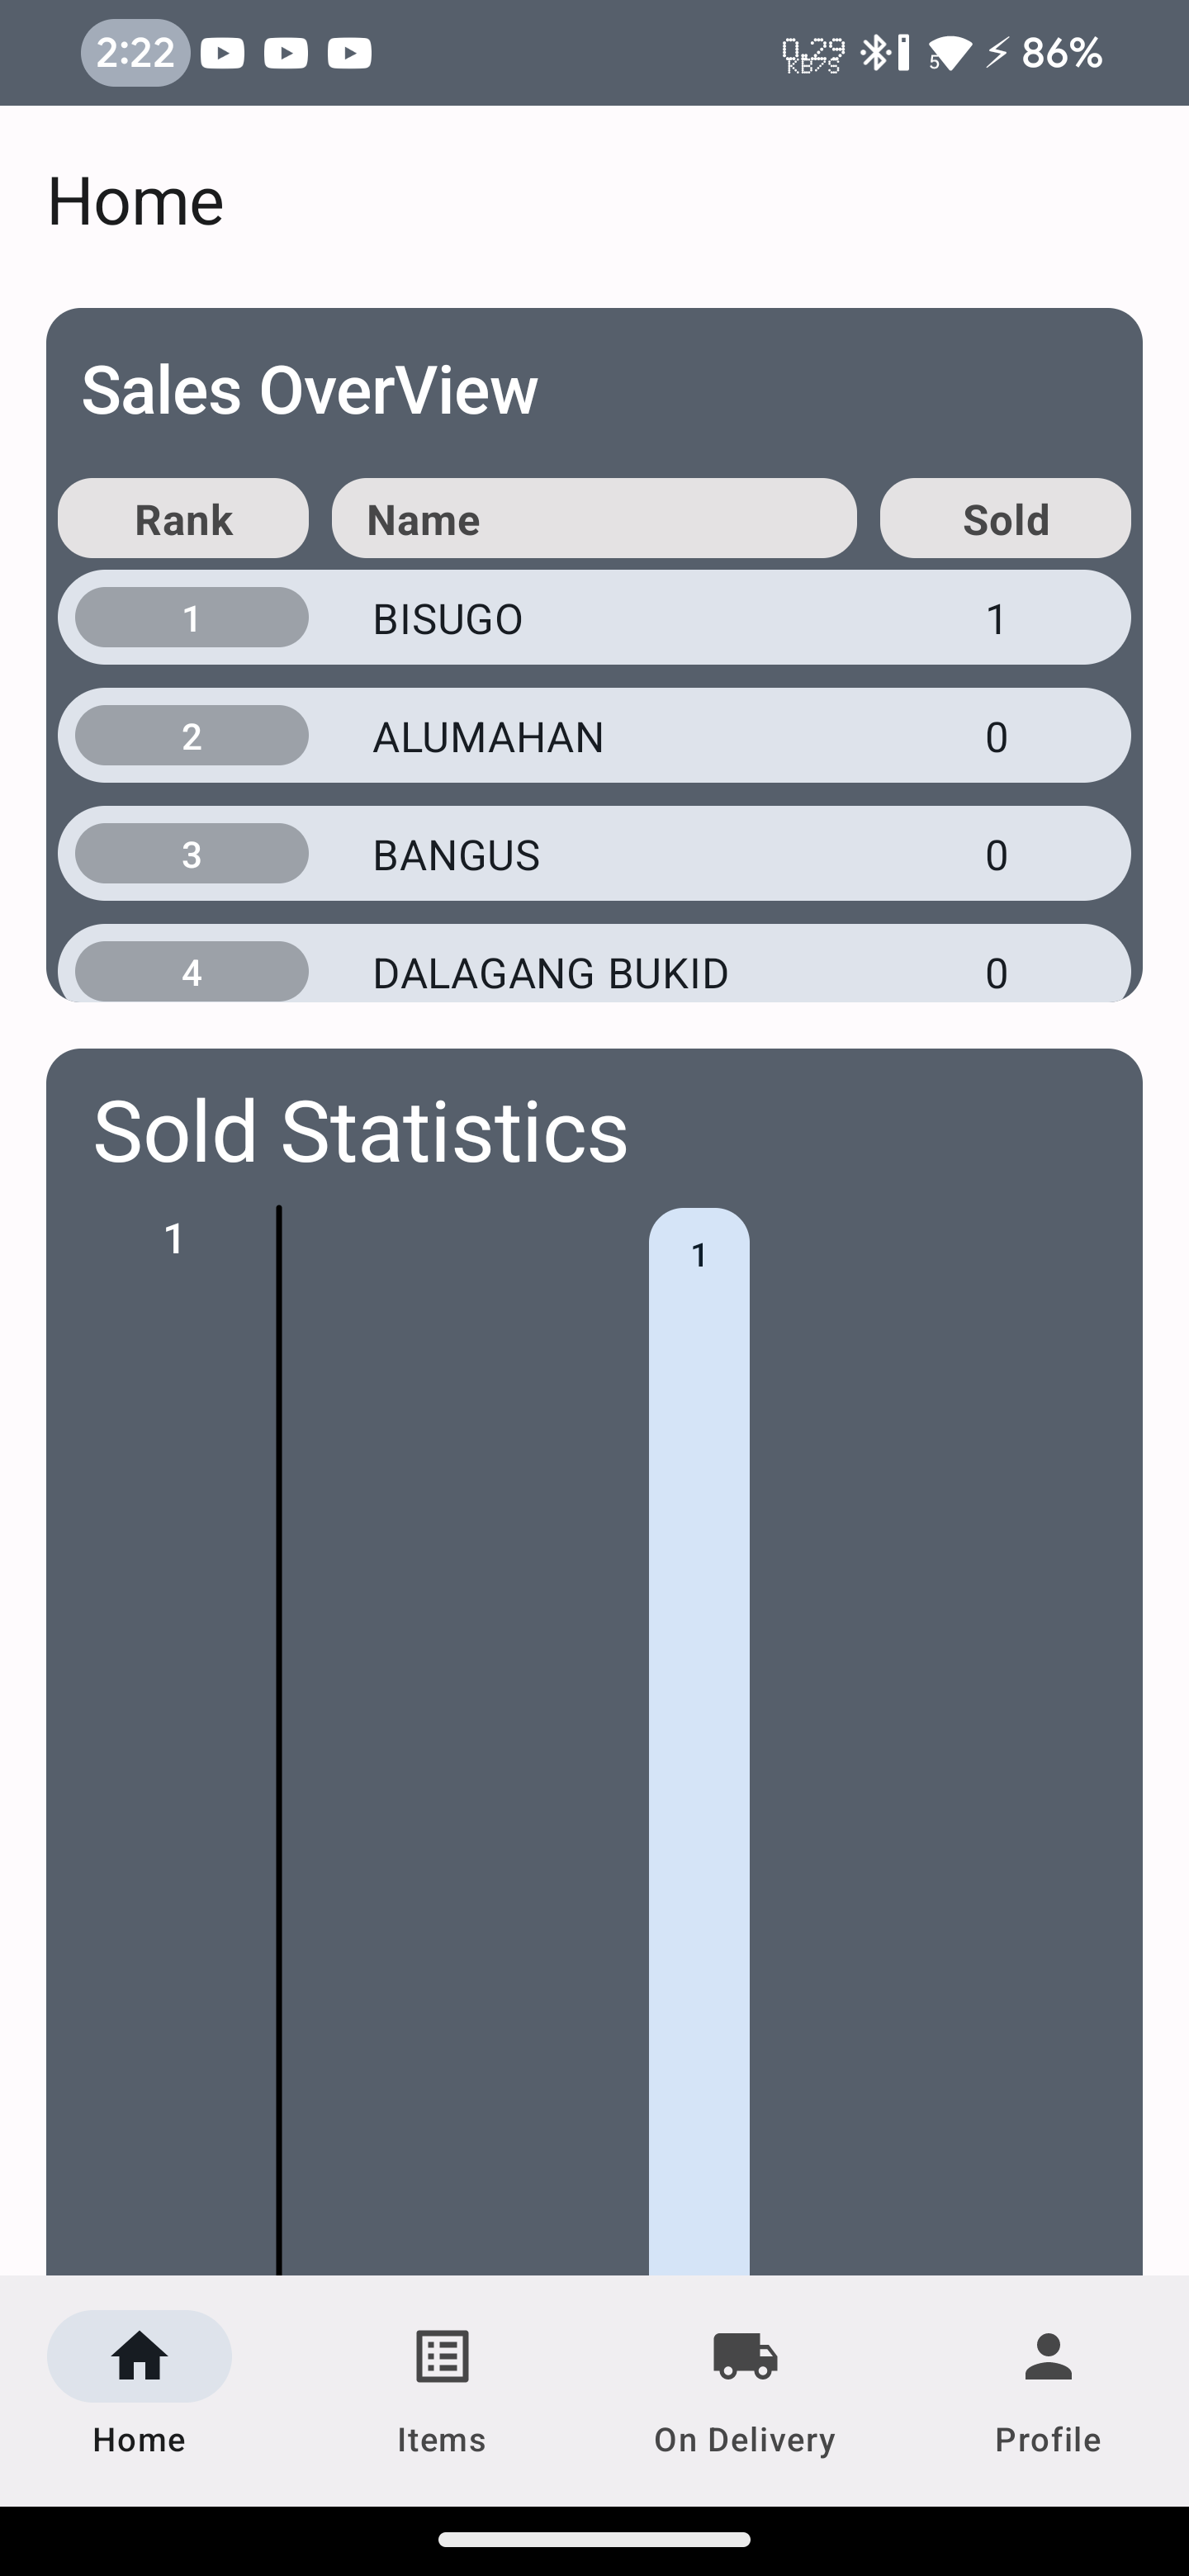 2:22 0.29 KB/S 5 86%
Home
Sales OverView
Rank Name Sold
1 BISUGO 1
2 ALUMAHAN 0
3 BANGUS 0
4 DALAGANG BUKID 0
Sold Statistics
1 1
Home Items On Delivery Profile